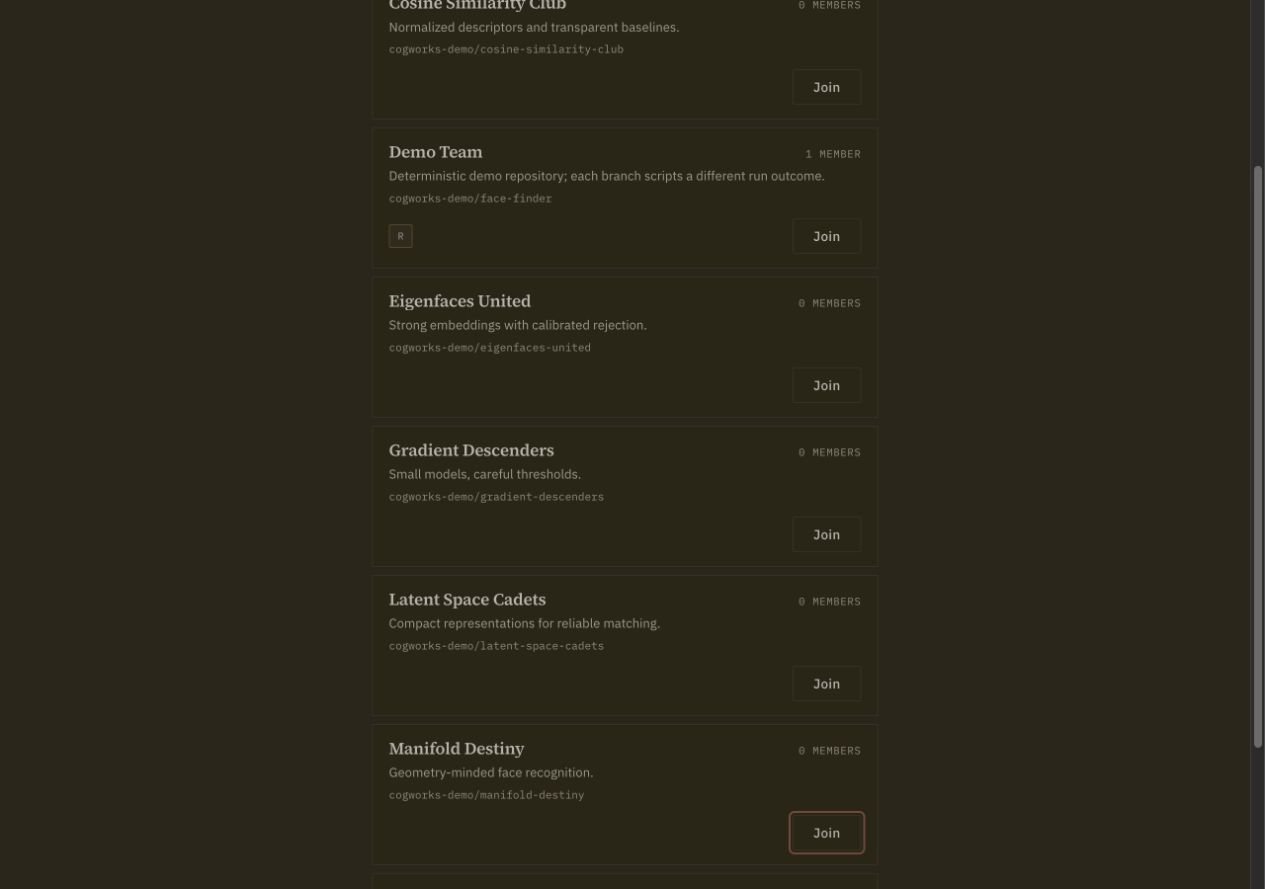 Cosine Similarity Club
0 MEMBERS
Normalized descriptors and transparent baselines.
cogworks-demo/cosine-similarity-club
Join
Demo Team
1 MEMBER
Deterministic demo repository; each branch scripts a different run outcome.
cogworks-demo/face-finder
R
Join
Eigenfaces United
0 MEMBERS
Strong embeddings with calibrated rejection.
cogworks-demo/eigenfaces-united
Join
Gradient Descenders
0 MEMBERS
Small models, careful thresholds.
cogworks-demo/gradient-descenders
Join
Latent Space Cadets
0 MEMBERS
Compact representations for reliable matching.
cogworks-demo/latent-space-cadets
Join
Manifold Destiny
0 MEMBERS
Geometry-minded face recognition.
cogworks-demo/manifold-destiny
Join